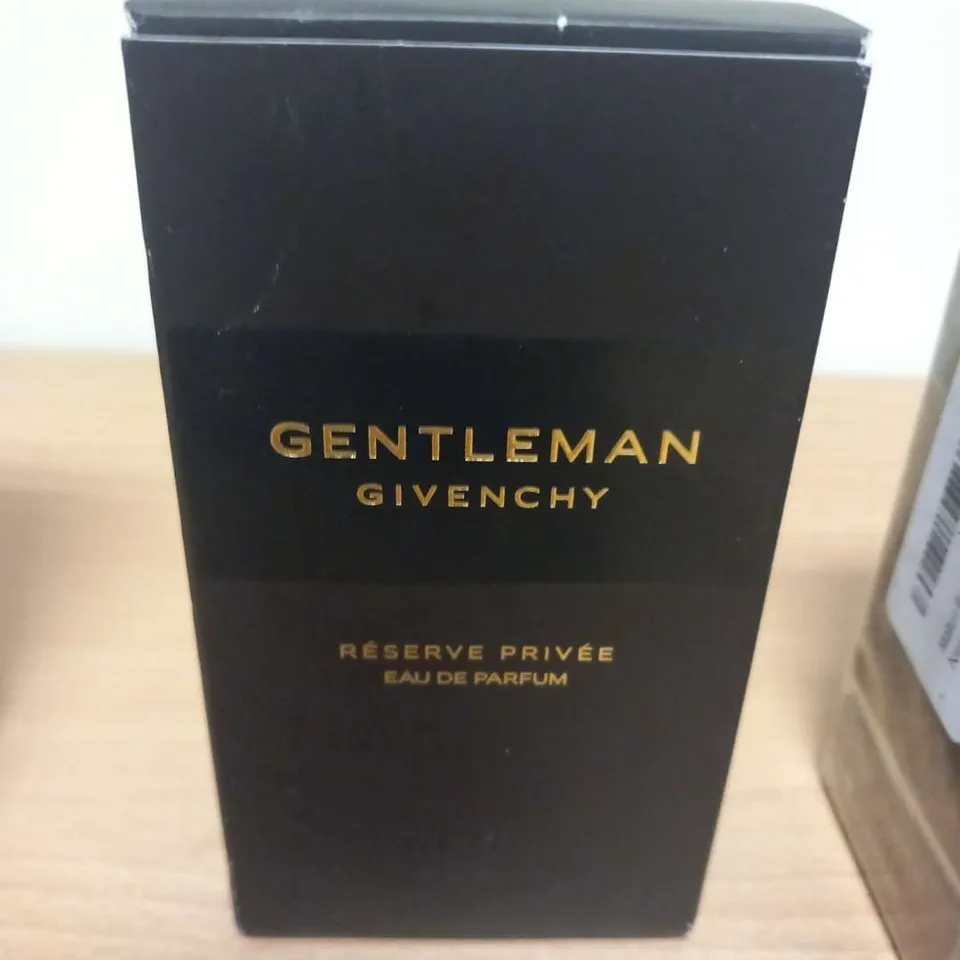 GENTLEMAN
GIVENCHY
RÉSERVE PRIVÉE
EAU DE PARFUM